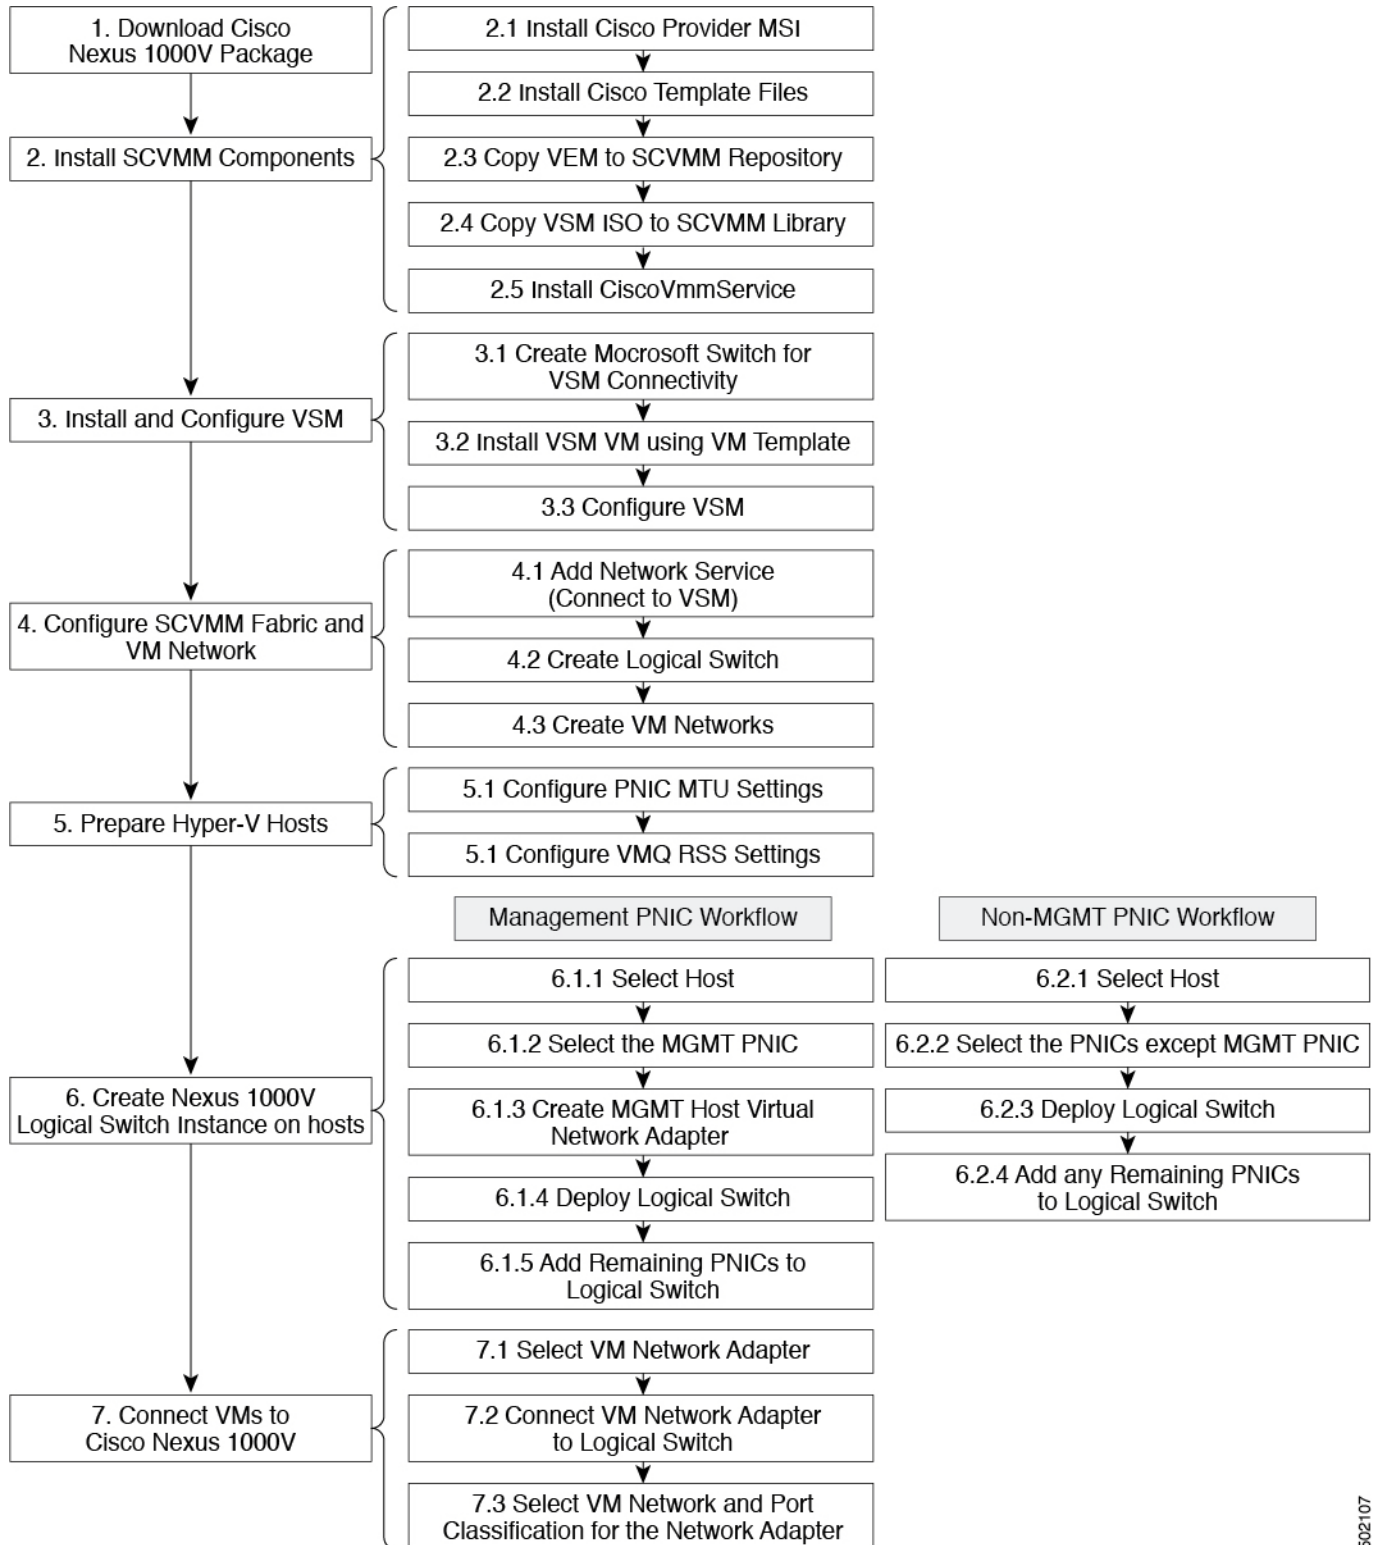 1. Download Cisco
Nexus 1000V Package
2. Install SCVMM Components
2.1 Install Cisco Provider MSI
2.2 Install Cisco Template Files
2.3 Copy VEM to SCVMM Repository
2.4 Copy VSM ISO to SCVMM Library
2.5 Install CiscoVmmService
3. Install and Configure VSM
3.1 Create Mocrosoft Switch for
VSM Connectivity
3.2 Install VSM VM using VM Template
3.3 Configure VSM
4. Configure SCVMM Fabric and
VM Network
4.1 Add Network Service
(Connect to VSM)
4.2 Create Logical Switch
4.3 Create VM Networks
5. Prepare Hyper-V Hosts
5.1 Configure PNIC MTU Settings
5.1 Configure VMQ RSS Settings
Management PNIC Workflow
Non-MGMT PNIC Workflow
6. Create Nexus 1000V
Logical Switch Instance on hosts
6.1.1 Select Host
6.1.2 Select the MGMT PNIC
6.1.3 Create MGMT Host Virtual
Network Adapter
6.1.4 Deploy Logical Switch
6.1.5 Add Remaining PNICs to
Logical Switch
6.2.1 Select Host
6.2.2 Select the PNICs except MGMT PNIC
6.2.3 Deploy Logical Switch
6.2.4 Add any Remaining PNICs
to Logical Switch
7. Connect VMs to
Cisco Nexus 1000V
7.1 Select VM Network Adapter
7.2 Connect VM Network Adapter
to Logical Switch
7.3 Select VM Network and Port
Classification for the Network Adapter